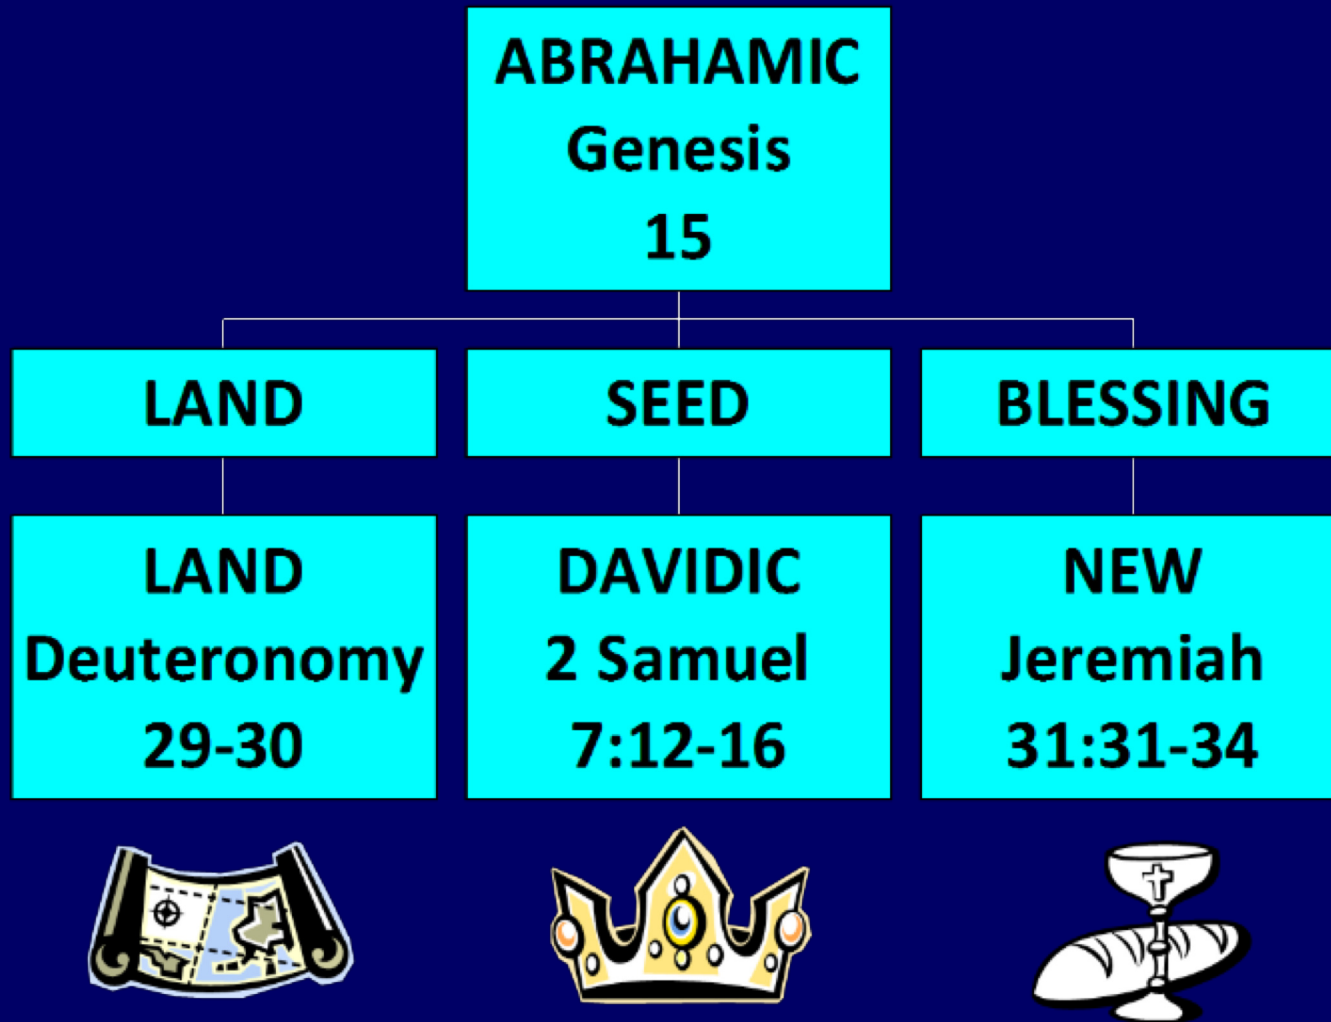 ABRAHAMIC
Genesis
15
LAND
SEED
BLESSING
LAND
Deuteronomy
29-30
DAVIDIC
2 Samuel
7:12-16
NEW
Jeremiah
31:31-34